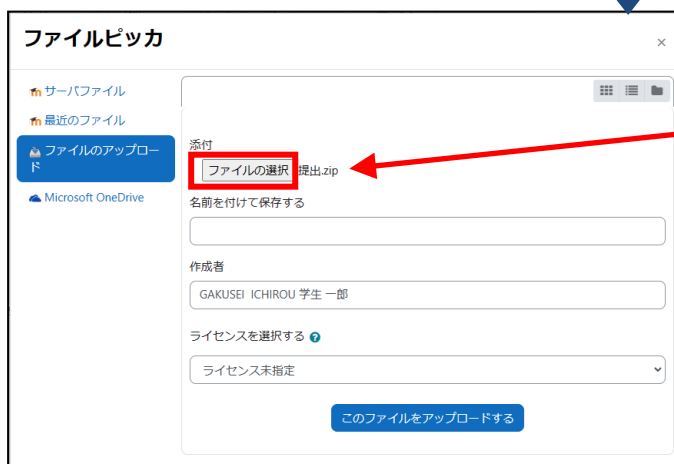 ファイルピッカ
×
サーバファイル
最近のファイル
ファイルのアップロー
ド
Microsoft OneDrive
添付
ファイルの選択 提出.zip
名前を付けて保存する
作成者
GAKUSEI ICHIROU 学生 一郎
ライセンスを選択する
ライセンス未指定
このファイルをアップロードする